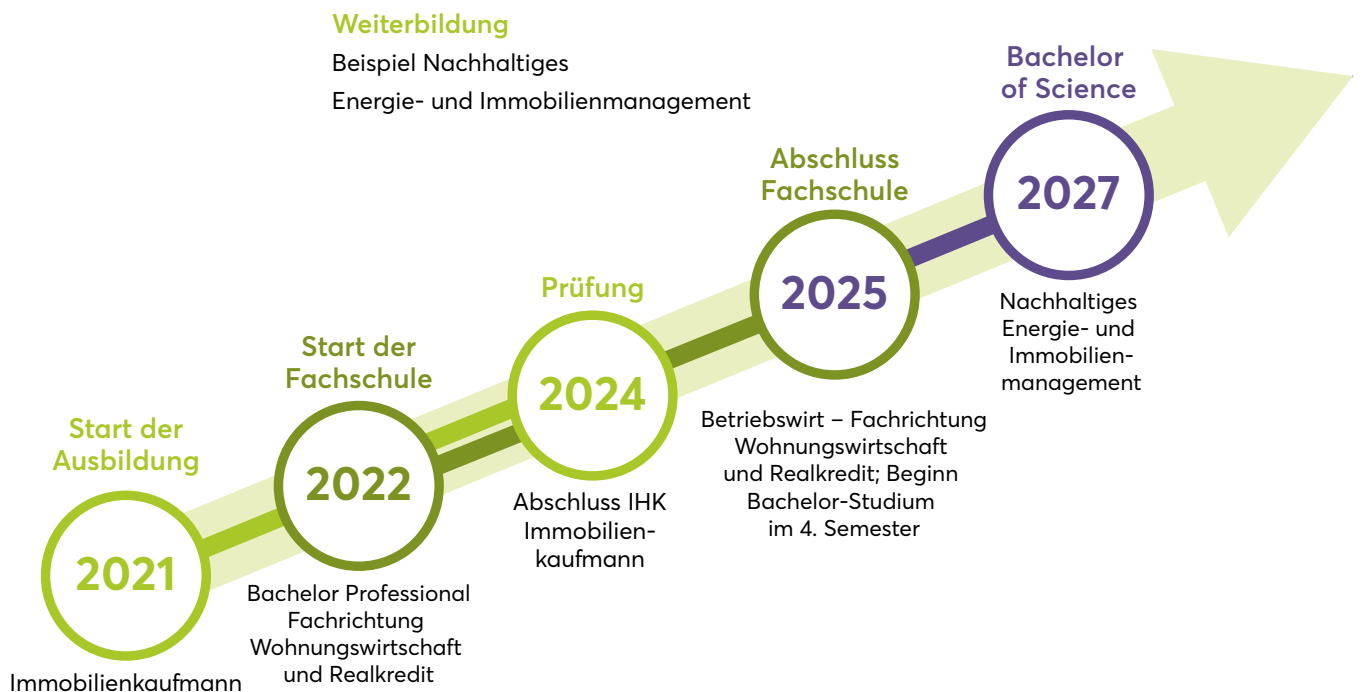 Weiterbildung
Beispiel Nachhaltiges
Energie- und Immobilienmanagement
Start der
Ausbildung
2021
Immobilienkaufmann
Start der
Fachschule
2022
Bachelor Professional
Fachrichtung
Wohnungswirtschaft
und Realkredit
Prüfung
2024
Abschluss IHK
Immobilien-
kaufmann
Abschluss
Fachschule
2025
Betriebswirt – Fachrichtung
Wohnungswirtschaft
und Realkredit; Beginn
Bachelor-Studium
im 4. Semester
Bachelor
of Science
2027
Nachhaltiges
Energie- und
Immobilien-
management